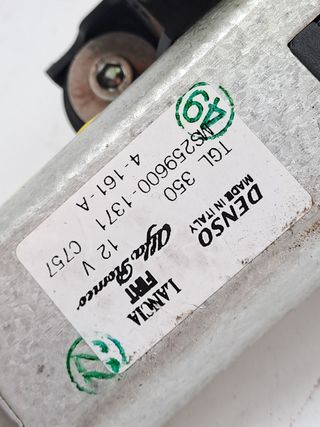 49
DENSO
MADE IN ITALY
TGL 350
MS259600-1371
4-161-A
12 V C757
LANCIA
FIAT
Alfa Romeo